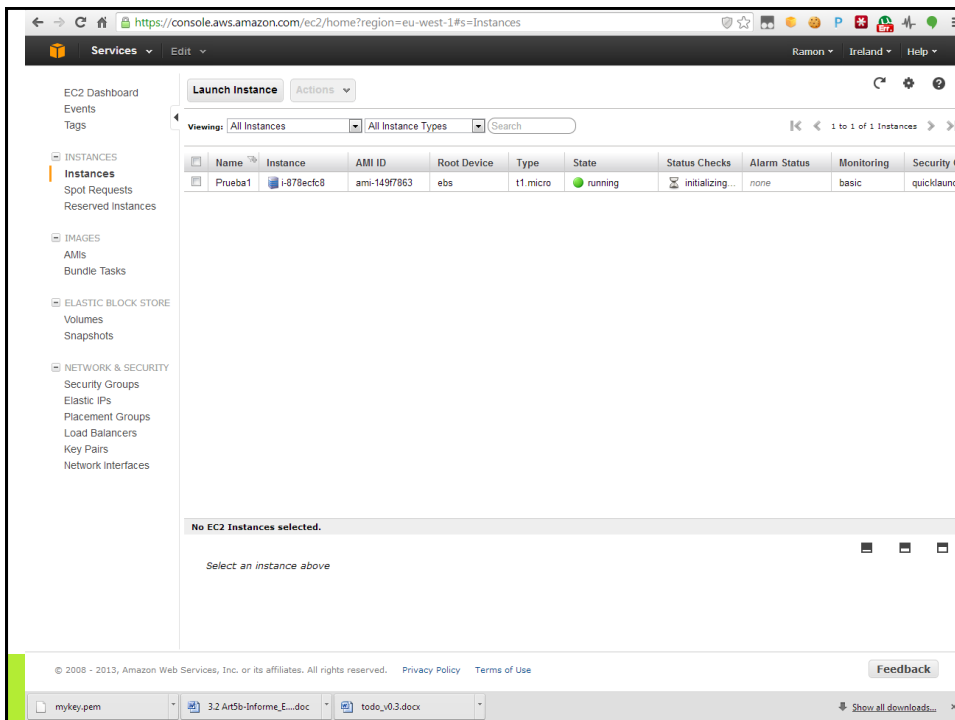 https://console.aws.amazon.com/ec2/home?region=eu-west-1#s=Instances
Services Edit Ramon Ireland Help
EC2 Dashboard
Events
Tags
INSTANCES
Instances
Spot Requests
Reserved Instances
IMAGES
AMIs
Bundle Tasks
ELASTIC BLOCK STORE
Volumes
Snapshots
NETWORK & SECURITY
Security Groups
Elastic IPs
Placement Groups
Load Balancers
Key Pairs
Network Interfaces
Launch Instance Actions
Viewing: All Instances All Instance Types Search 1 to 1 of 1 Instances
Name Instance AMI ID Root Device Type State Status Checks Alarm Status Monitoring Security
Prueba1 i-878ecfc8 ami-149f7863 ebs t1.micro running initializing... none basic quicklaun
No EC2 Instances selected.
Select an instance above
© 2008 - 2013, Amazon Web Services, Inc. or its affiliates. All rights reserved. Privacy Policy Terms of Use Feedback
mykey.pem 3.2 Art5b-Informe_E....doc todo_v0.3.docx Show all downloads...